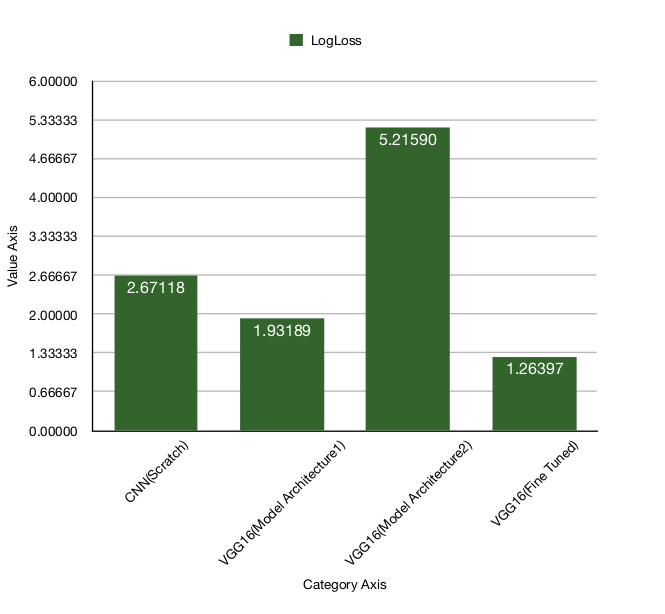 LogLoss
6.00000
5.33333
4.66667
4.00000
3.33333
2.66667
2.00000
1.33333
0.66667
0.00000
Value Axis
2.67118
1.93189
5.21590
1.26397
CNN(Scratch)
VGG16(Model Architecture1)
VGG16(Model Architecture2)
VGG16(Fine Tuned)
Category Axis